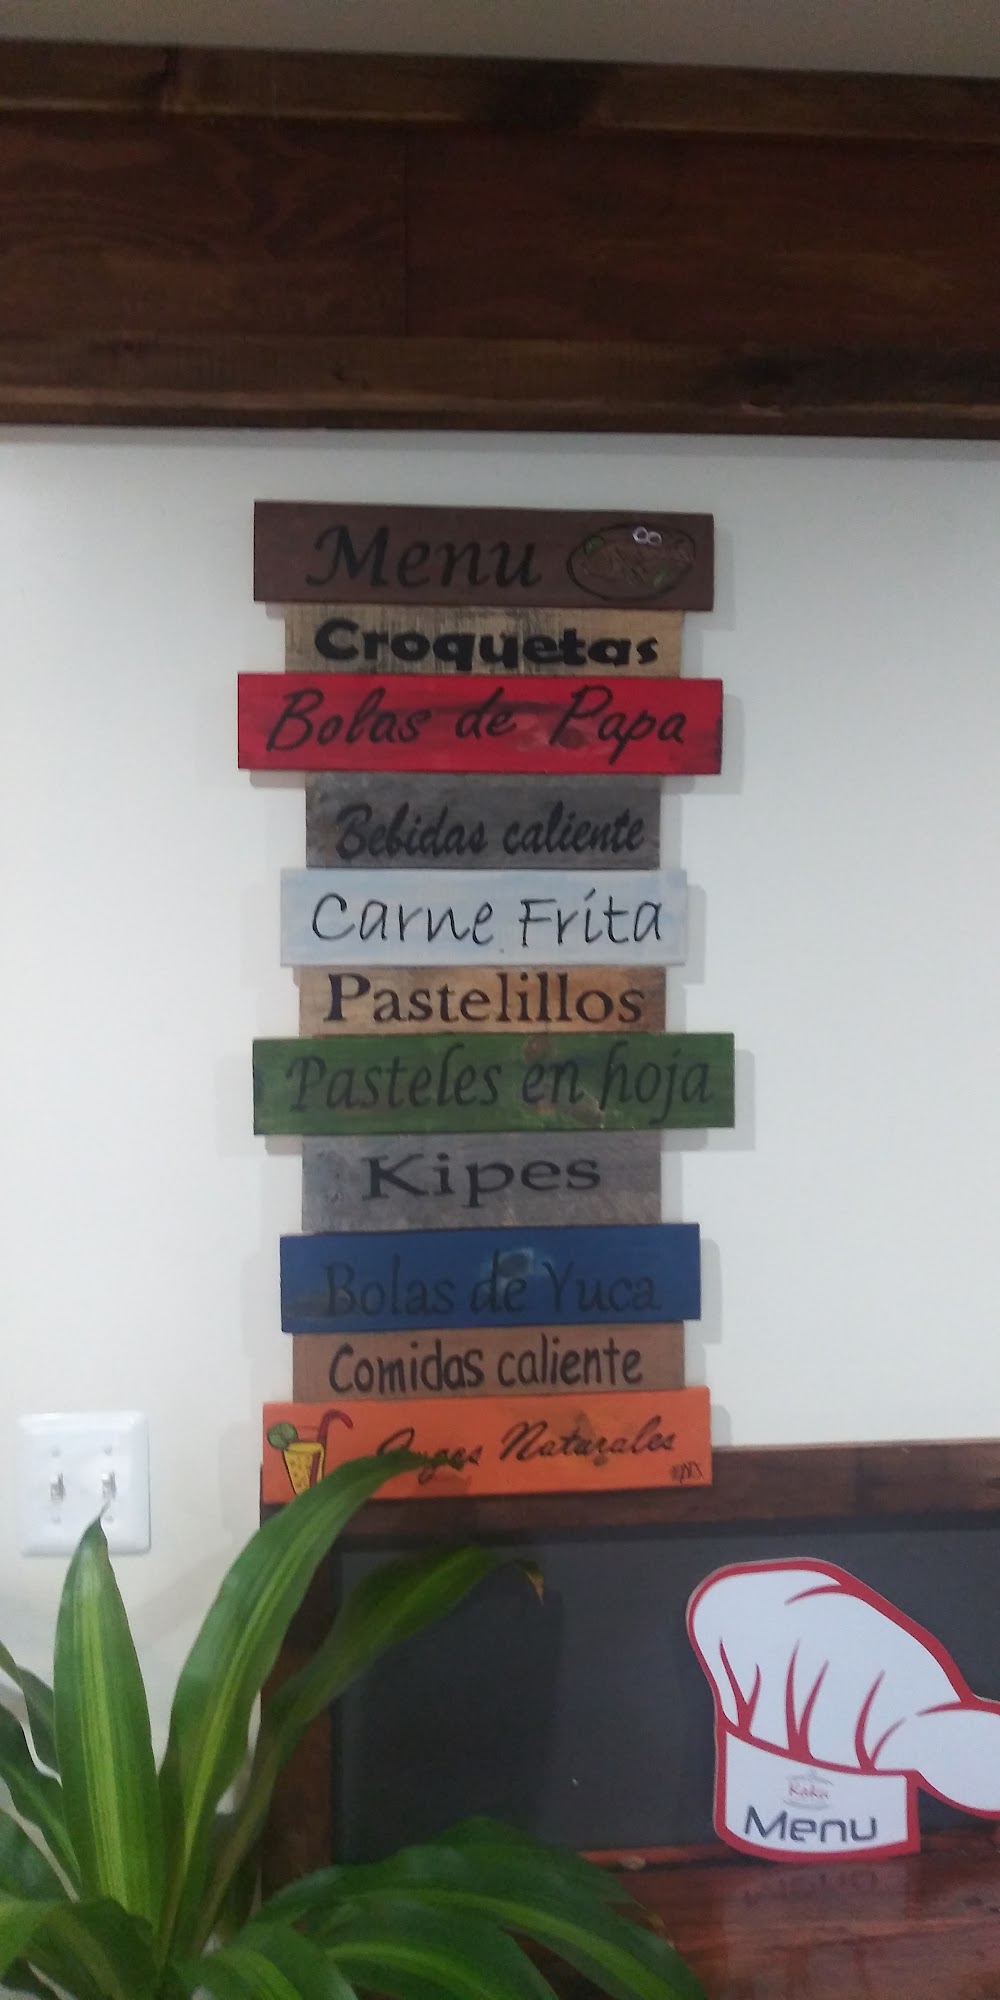 Menu
Croquetas
Bolas de Papa
Bebidas caliente
Carne Frita
Pastelillos
Pasteles en hoja
Kipes
Bolas de Yuca
Comidas caliente
Naturales
Menu